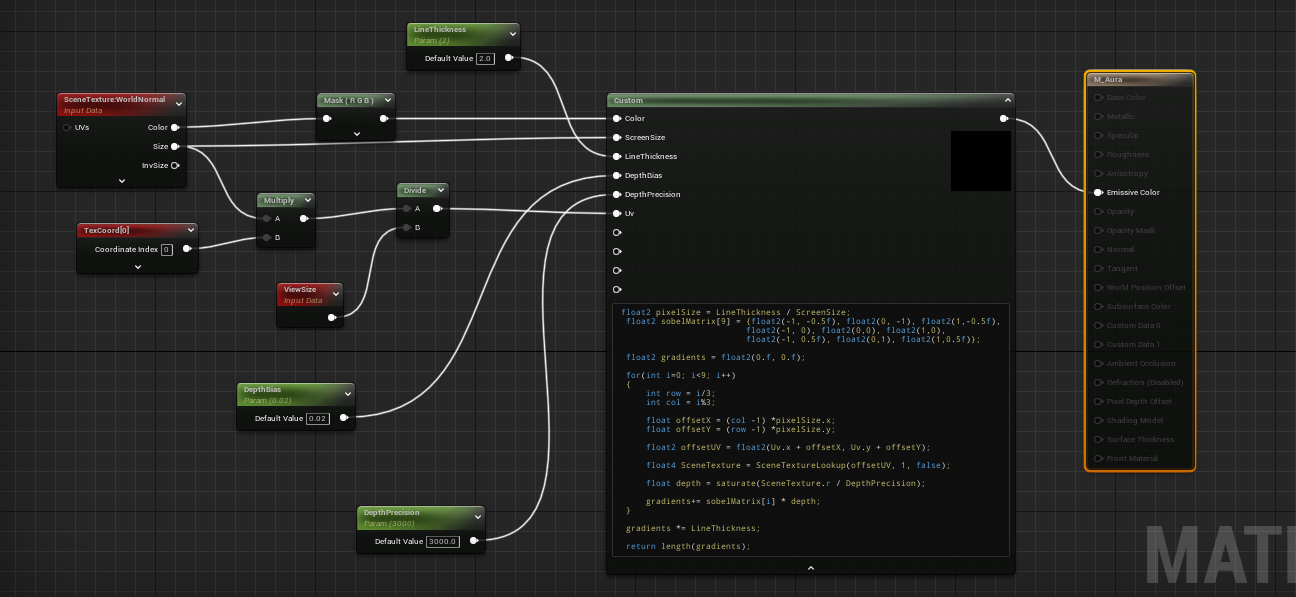 LineThickness
Param (2)
Default Value 2.0
SceneTexture:WorldNormal
Input Data
UVs
Color
Size
InvSize
Mask ( R G B )
Multiply
A
B
Divide
A
B
TexCoord[0]
Coordinate Index 0
ViewSize
Input Data
DepthBias
Param (0.02)
Default Value 0.02
DepthPrecision
Param (3000)
Default Value 3000.0
Custom
Color
ScreenSize
LineThickness
DepthBias
DepthPrecision
Uv
float2 pixelSize = LineThickness / ScreenSize;
float2 sobelMatrix[9] = {float2(-1, -0.5f), float2(0, -1), float2(1,-0.5f),
float2(-1, 0), float2(0,0), float2(1,0),
float2(-1, 0.5f), float2(0,1), float2(1,0.5f)};
float2 gradients = float2(0.f, 0.f);
for(int i=0; i<9; i++)
{
int row = i/3;
int col = i%3;
float offsetX = (col -1) *pixelSize.x;
float offsetY = (row -1) *pixelSize.y;
float2 offsetUV = float2(Uv.x + offsetX, Uv.y + offsetY);
float4 SceneTexture = SceneTextureLookup(offsetUV, 1, false);
float depth = saturate(SceneTexture.r / DepthPrecision);
gradients+= sobelMatrix[i] * depth;
}
gradients *= LineThickness;
return length(gradients);
M_Aura
Base Color
Metallic
Specular
Roughness
Anisotropy
Emissive Color
Opacity
Opacity Mask
Normal
Tangent
World Position Offset
Subsurface Color
Custom Data 0
Custom Data 1
Ambient Occlusion
Refraction (Disabled)
Pixel Depth Offset
Shading Model
Surface Thickness
Front Material
MAT